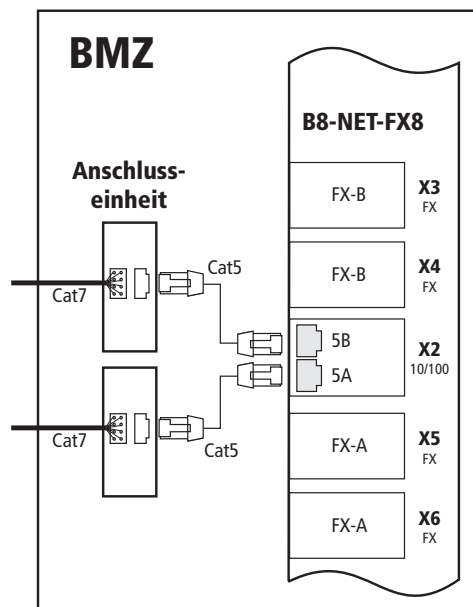 BMZ
B8-NET-FX8
Anschluss-
einheit
FX-B
X3
FX
Cat5
Cat7
FX-B
X4
FX
5B
5A
X2
10/100
Cat7
Cat5
FX-A
X5
FX
FX-A
X6
FX